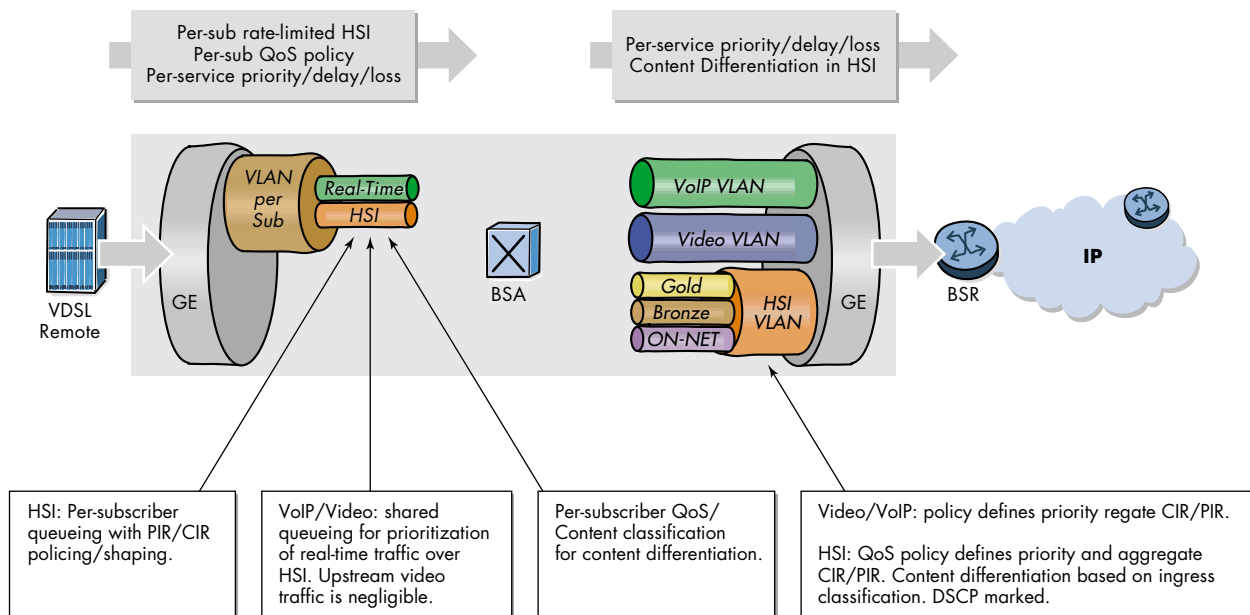 Per-sub rate-limited HSI
Per-sub QoS policy
Per-service priority/delay/loss
Per-service priority/delay/loss
Content Differentiation in HSI
VDSL
Remote
GE
VLAN
per
Sub
Real-Time
HSI
BSA
VoIP VLAN
Video VLAN
Gold
Bronze
ON-NET
HSI
VLAN
GE
BSR
IP
HSI: Per-subscriber
queueing with PIR/CIR
policing/shaping.
VoIP/Video: shared
queueing for prioritization
of real-time traffic over
HSI. Upstream video
traffic is negligible.
Per-subscriber QoS/
Content classification
for content differentiation.
Video/VoIP: policy defines priority regate CIR/PIR.
HSI: QoS policy defines priority and aggregate
CIR/PIR. Content differentiation based on ingress
classification. DSCP marked.